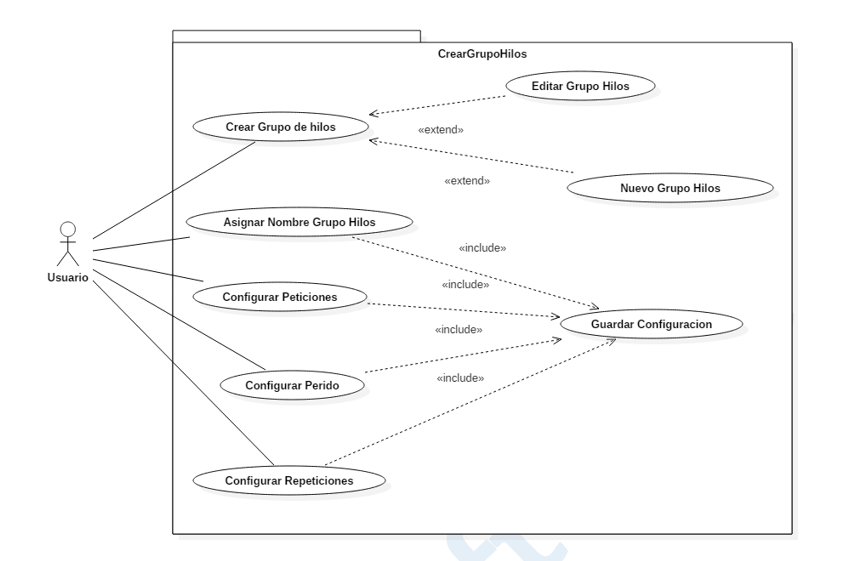 CrearGrupoHilos
Editar Grupo Hilos
Crear Grupo de hilos
«extend»
«extend»
Nuevo Grupo Hilos
Asignar Nombre Grupo Hilos
«include»
Usuario
«include»
Configurar Peticiones
Guardar Configuracion
«include»
«include»
Configurar Perido
Configurar Repeticiones